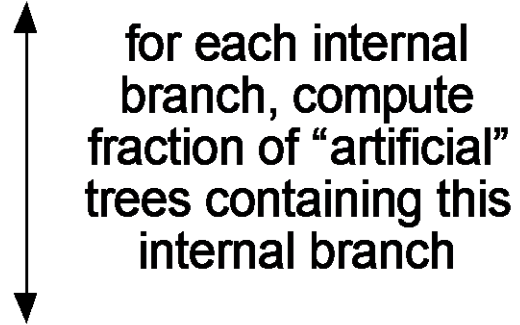 for each internal
branch, compute
fraction of “artificial”
trees containing this
internal branch